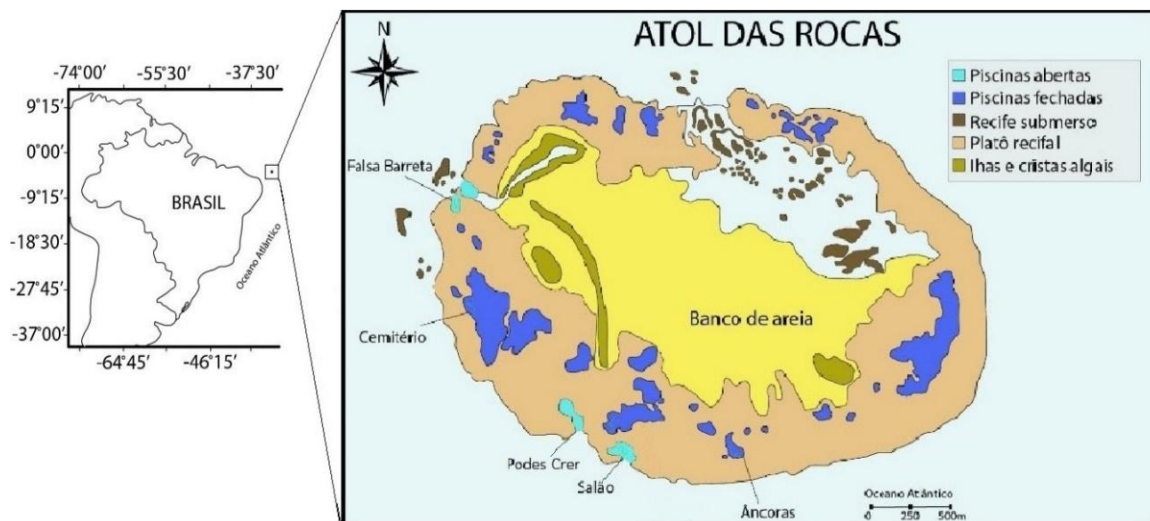 -74°00′ -55°30′ -37°30′
9°15′
0°00′
-9°15′
-18°30′
-27°45′
-37°00′
-64°45′ -46°15′
BRASIL
Oceano Atlântico
ATOL DAS ROCAS
N
Piscinas abertas
Piscinas fechadas
Recife submerso
Platô recifal
Ilhas e cristas algais
Falsa Barreta
Cemitério
Banco de areia
Podes Crer
Salão
Âncoras
Oceano Atlântico
0 250 500m